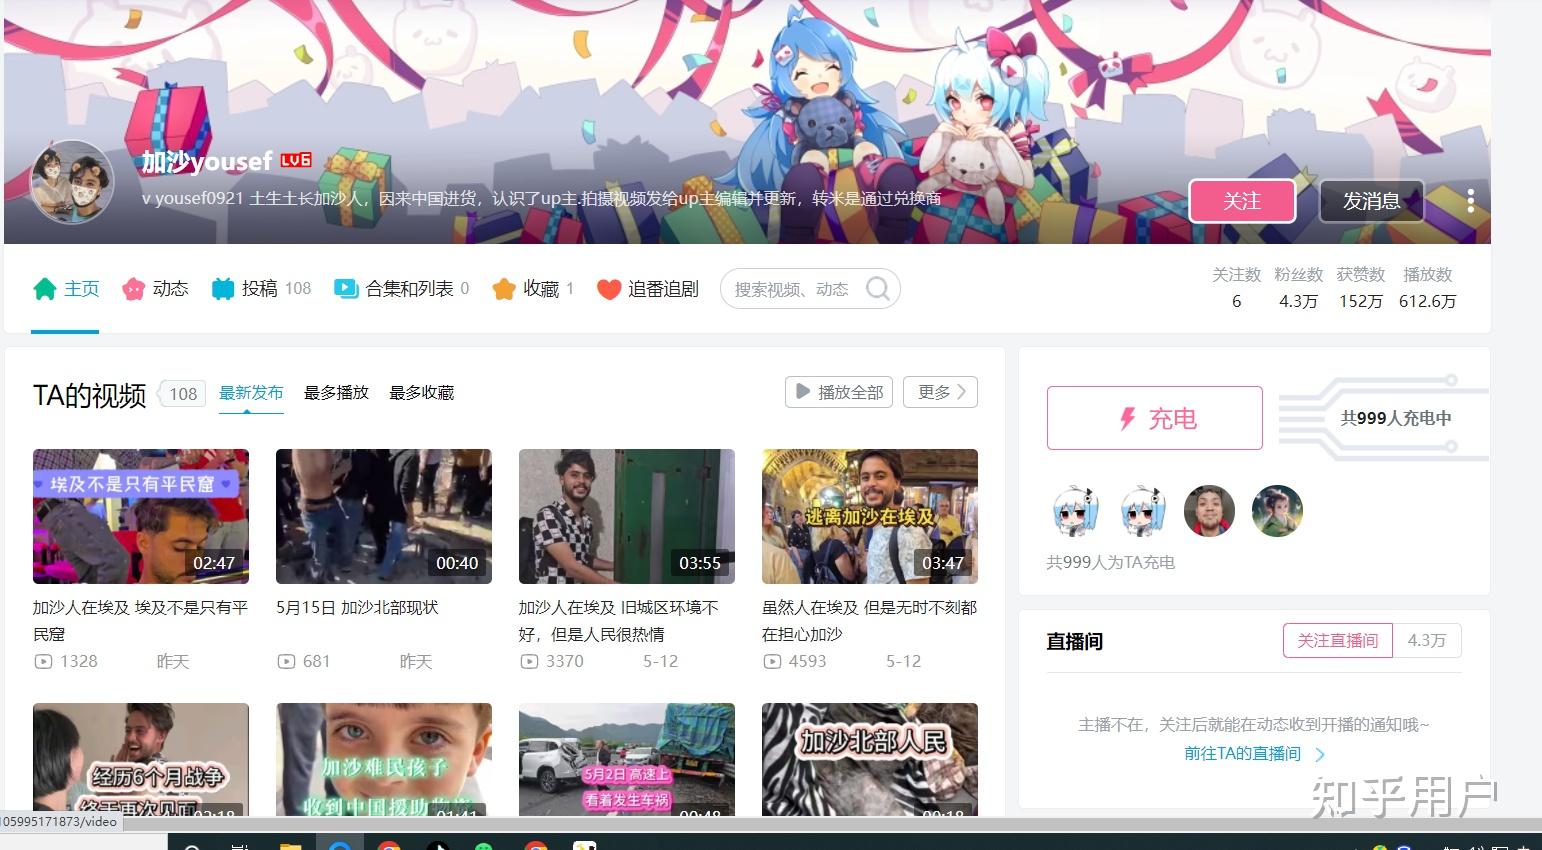 加沙yousef LV6
v yousef0921 土生土长加沙人，因来中国进货，认识了up主.拍摄视频发给up主编辑并更新，转米是通过兑换商
关注
发消息
主页
动态
投稿 108
合集和列表 0
收藏 1
追番追剧
搜索视频、动态
关注数 粉丝数 获赞数 播放数
6 4.3万 152万 612.6万
TA的视频 108 最新发布 最多播放 最多收藏
播放全部
更多
埃及不是只有平民窟
02:47
加沙人在埃及 埃及不是只有平
民窟
1328 昨天
00:40
5月15日 加沙北部现状
681 昨天
03:55
加沙人在埃及 旧城区环境不
好，但是人民很热情
3370 5-12
逃离加沙在埃及
03:47
虽然人在埃及 但是无时不刻都
在担心加沙
4593 5-12
经历6个月战争
终于再次见面
02:18
加沙难民孩子
收到中国援助物资
01:41
5月2日 高速上
看着发生车祸
00:48
加沙北部人民
00:18
充电
共999人充电中
共999人为TA充电
直播间
关注直播间 4.3万
主播不在，关注后就能在动态收到开播的通知哦~
前往TA的直播间
知乎用户
105995171873/video